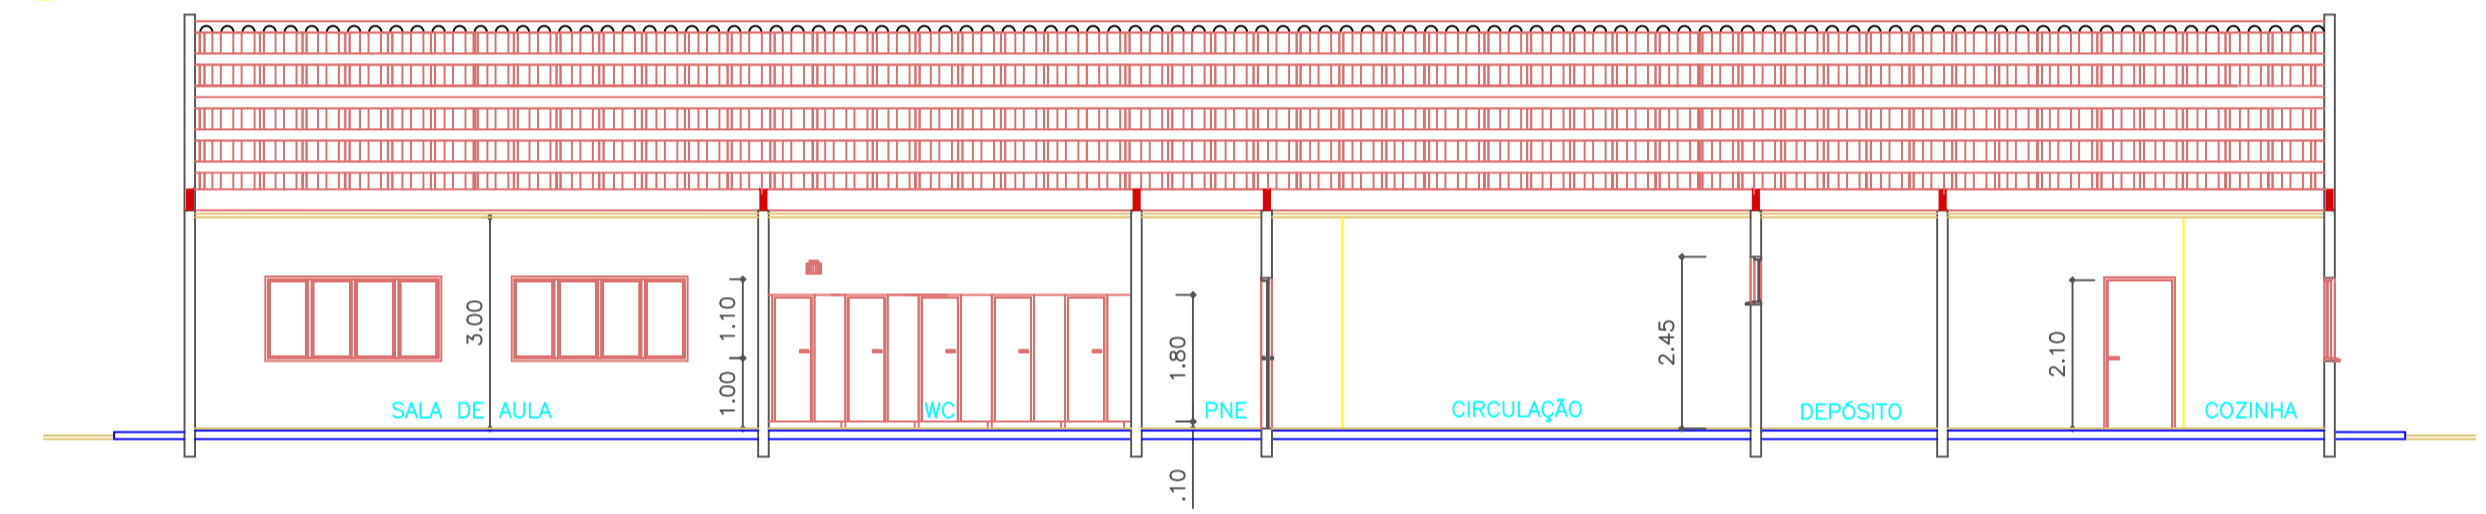 3.00
1.10
1.00
1.80
.10
2.45
2.10
SALA DE AULA
WC
PNE
CIRCULAÇÃO
DEPÓSITO
COZINHA